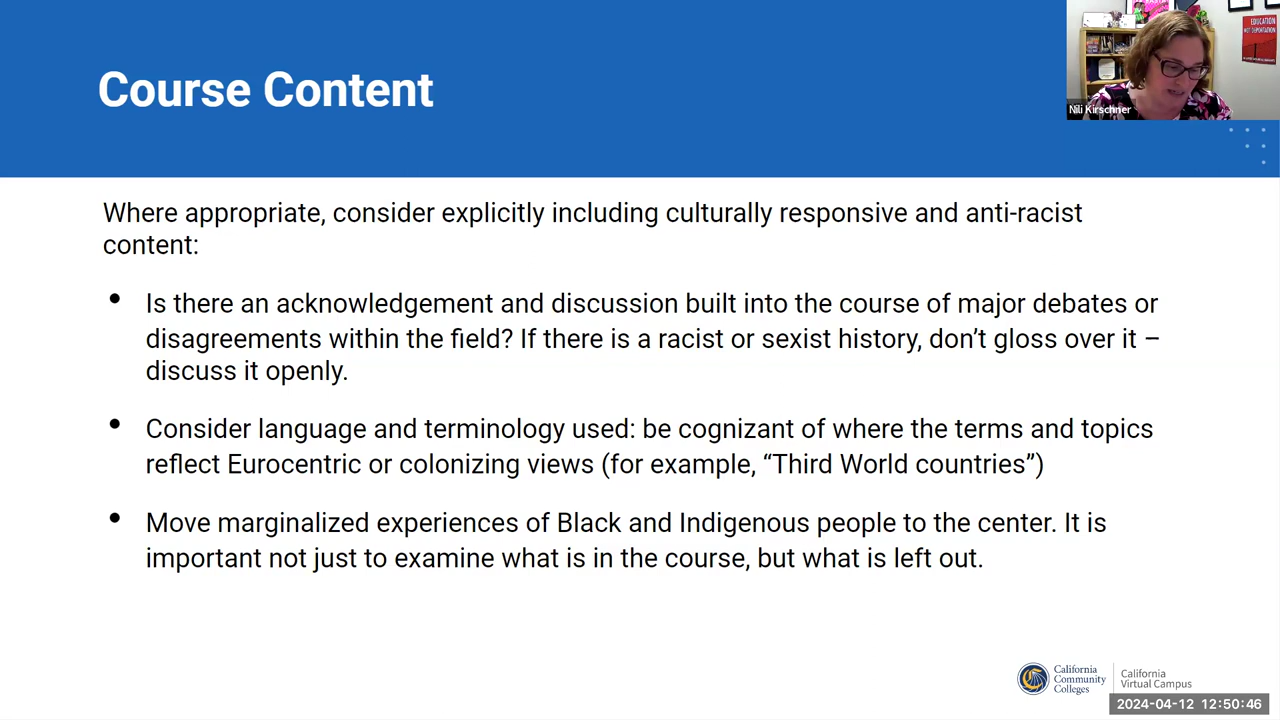 Course Content
EDUCATION
NOT DEPORTATION
Nili Kirschner
Where appropriate, consider explicitly including culturally responsive and anti-racist
content:
• Is there an acknowledgement and discussion built into the course of major debates or
disagreements within the field? If there is a racist or sexist history, don’t gloss over it –
discuss it openly.
• Consider language and terminology used: be cognizant of where the terms and topics
reflect Eurocentric or colonizing views (for example, “Third World countries”)
• Move marginalized experiences of Black and Indigenous people to the center. It is
important not just to examine what is in the course, but what is left out.
California
Community
Colleges
California
Virtual Campus
2024-04-12 12:50:46